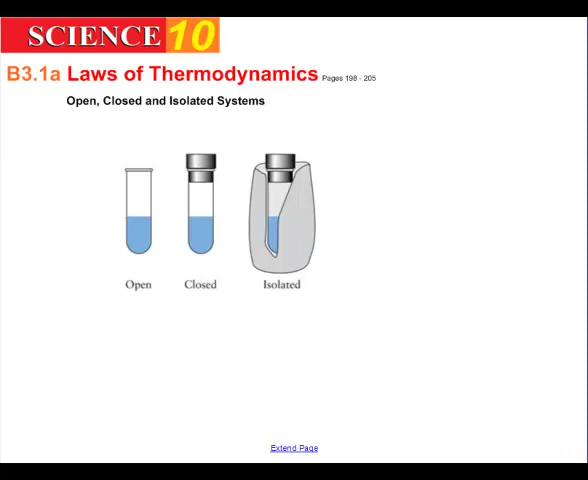 SCIENCE 10
B3.1a Laws of Thermodynamics Pages 198 - 205
Open, Closed and Isolated Systems
Open Closed Isolated
Extend Page